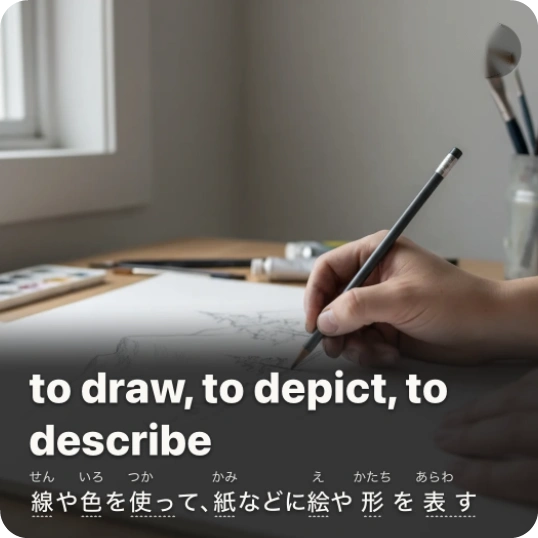 to draw, to depict, to
describe
せん いろ つか かみ え かたち あらわ
線や色を使って、紙などに絵や形を表す